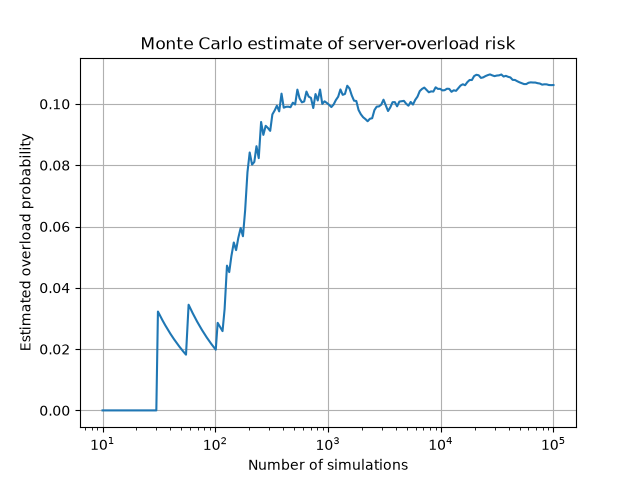 Monte Carlo estimate of server-overload risk
Estimated overload probability
0.10
0.08
0.06
0.04
0.02
0.00
10¹ 10² 10³ 10⁴ 10⁵
Number of simulations